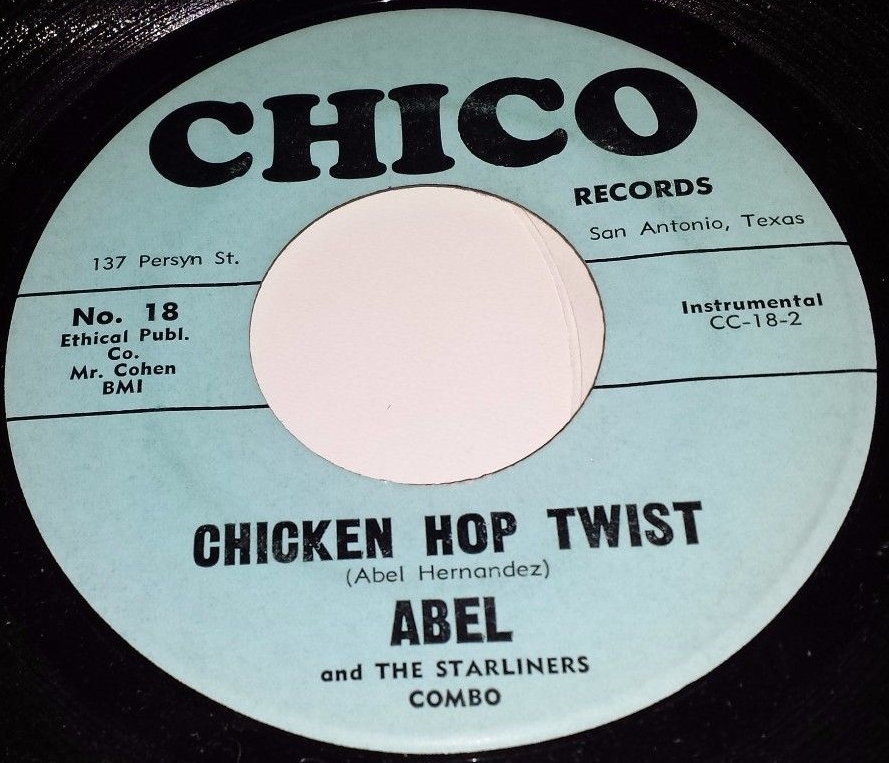 CHICO
RECORDS
San Antonio, Texas
137 Persyn St.
No. 18
Ethical Publ.
Co.
Mr. Cohen
BMI
Instrumental
CC-18-2
CHICKEN HOP TWIST
(Abel Hernandez)
ABEL
and THE STARLINERS
COMBO